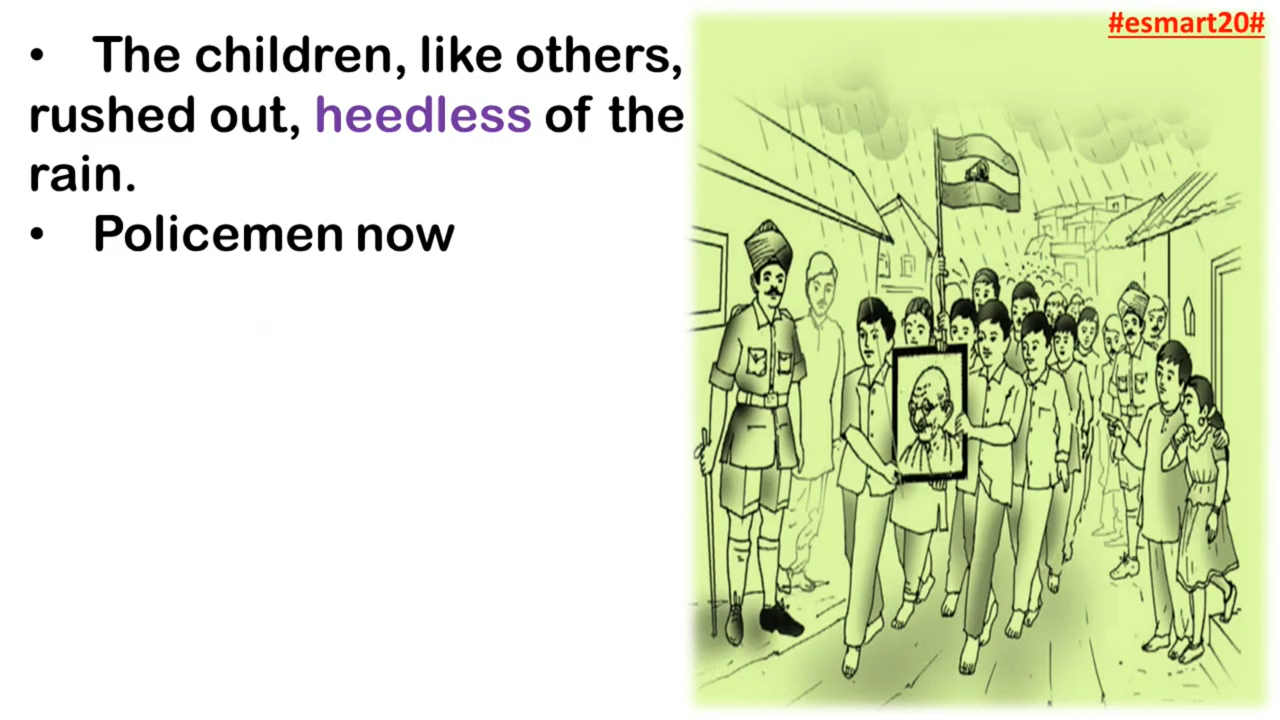 #esmart20#
• The children, like others,
rushed out, heedless of the
rain.
• Policemen now